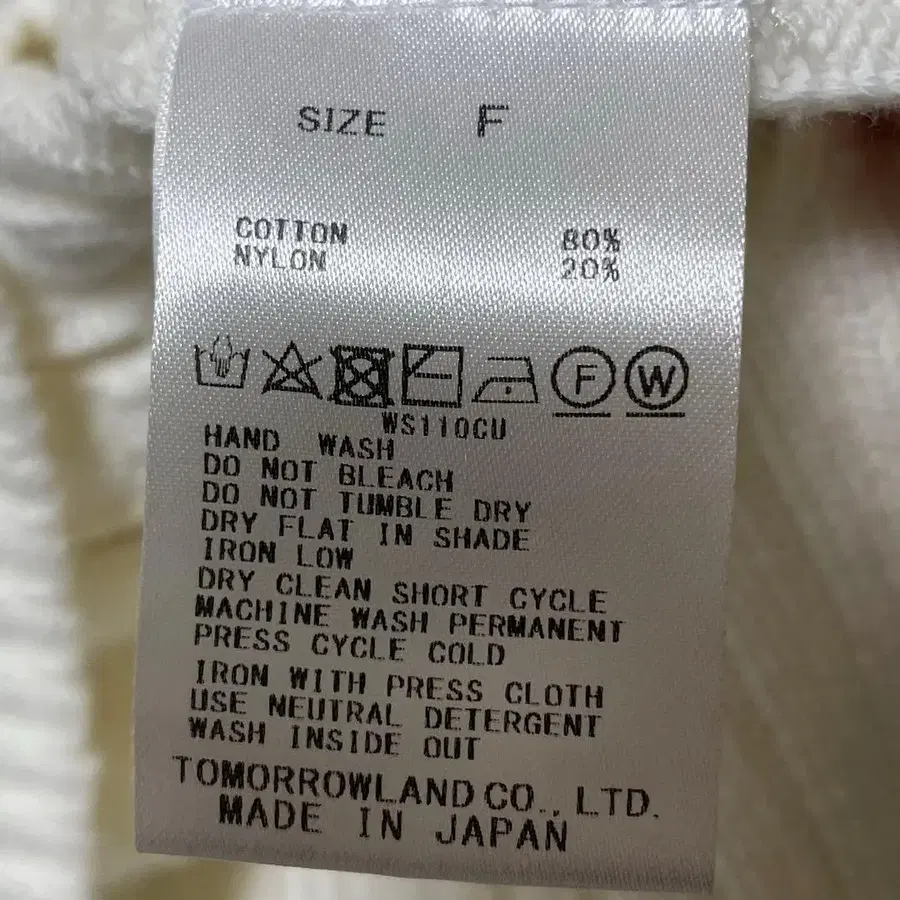 SIZE F
COTTON 80%
NYLON 20%
F W
WS110CU
HAND WASH
DO NOT BLEACH
DO NOT TUMBLE DRY
DRY FLAT IN SHADE
IRON LOW
DRY CLEAN SHORT CYCLE
MACHINE WASH PERMANENT
PRESS CYCLE COLD
IRON WITH PRESS CLOTH
USE NEUTRAL DETERGENT
WASH INSIDE OUT
TOMORROWLAND CO., LTD.
MADE IN JAPAN